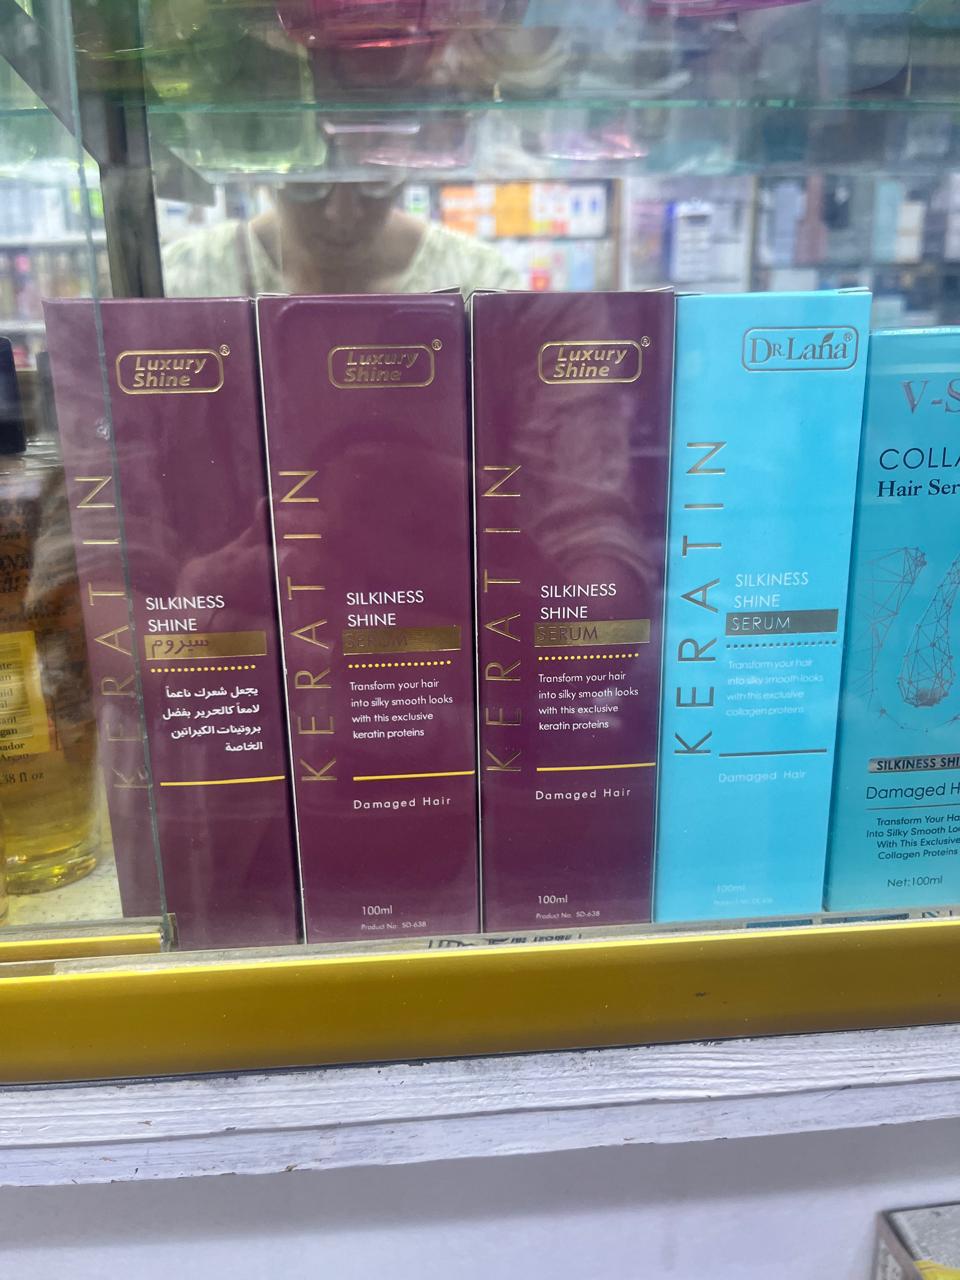 Luxury
Shine
KERATIN
SILKINESS
SHINE
سيروم
يجعل شعرك ناعماً
لامعاً كالحرير بفضل
بروتينات الكيراتين
الخاصة
Luxury
Shine
KERATIN
SILKINESS
SHINE
SERUM
Transform your hair
into silky smooth looks
with this exclusive
keratin proteins
Damaged Hair
100ml
Product No: SD-638
Luxury
Shine
KERATIN
SILKINESS
SHINE
SERUM
Transform your hair
into silky smooth looks
with this exclusive
keratin proteins
Damaged Hair
100ml
Product No: SD-638
DR.Lana
KERATIN
SILKINESS
SHINE
SERUM
Transform your hair
into silky smooth looks
with this exclusive
collagen proteins
Damaged Hair
100ml
V-S
COLLA
Hair Ser
SILKINESS SHI
Damaged H
Transform Your Ha
Into Silky Smooth Lo
With This Exclusive
Collagen Proteins
Net:100ml